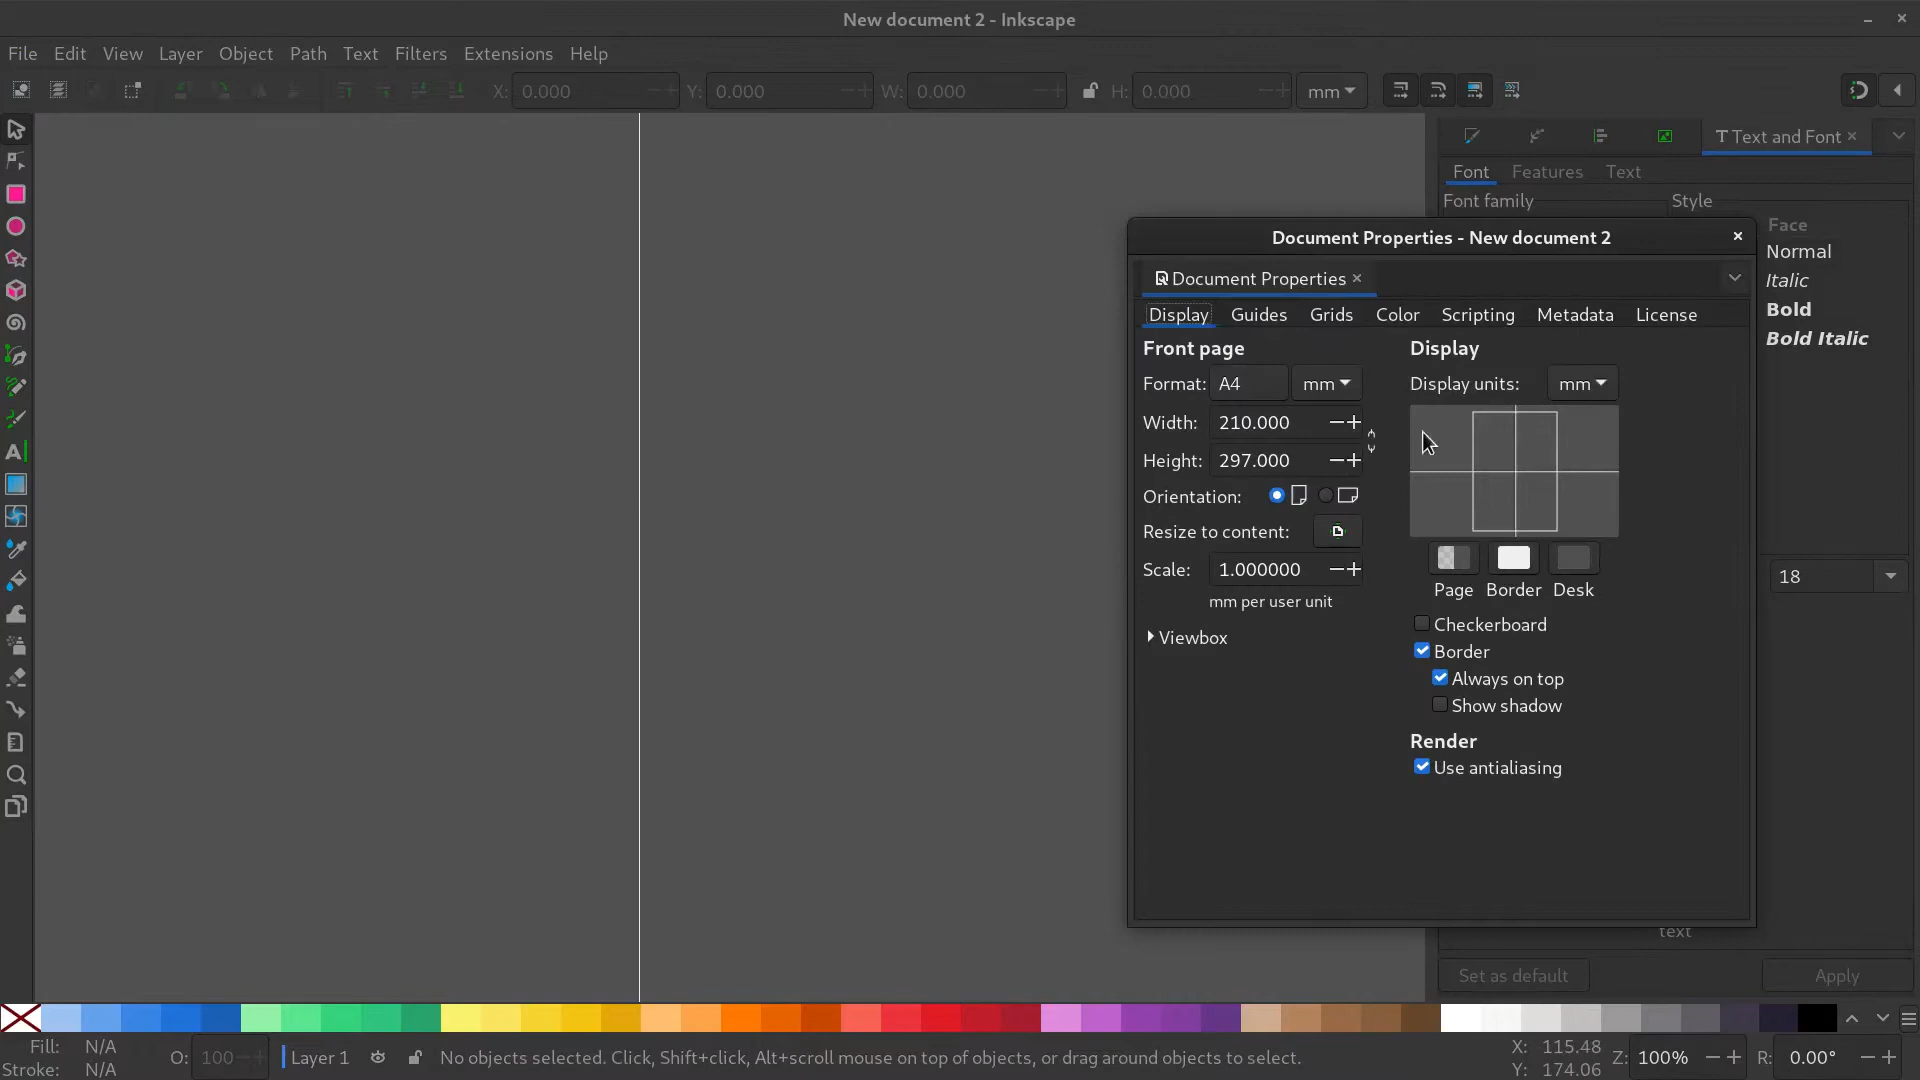 New document 2 - Inkscape
File Edit View Layer Object Path Text Filters Extensions Help
X: 0.000 Y: 0.000 W: 0.000 H: 0.000 mm
Text and Font
Font Features Text
Font family Style
Face
Normal
Italic
Bold
Bold Italic
18
text
Set as default Apply
Document Properties - New document 2
Document Properties
Display Guides Grids Color Scripting Metadata License
Front page
Format: A4 mm
Width: 210.000
Height: 297.000
Orientation:
Resize to content:
Scale: 1.000000
mm per user unit
Viewbox
Display
Display units: mm
Page Border Desk
Checkerboard
Border
Always on top
Show shadow
Render
Use antialiasing
Fill: N/A
Stroke: N/A
O: 100
Layer 1
No objects selected. Click, Shift+click, Alt+scroll mouse on top of objects, or drag around objects to select.
X: 115.48
Y: 174.06
Z: 100%
R: 0.00°